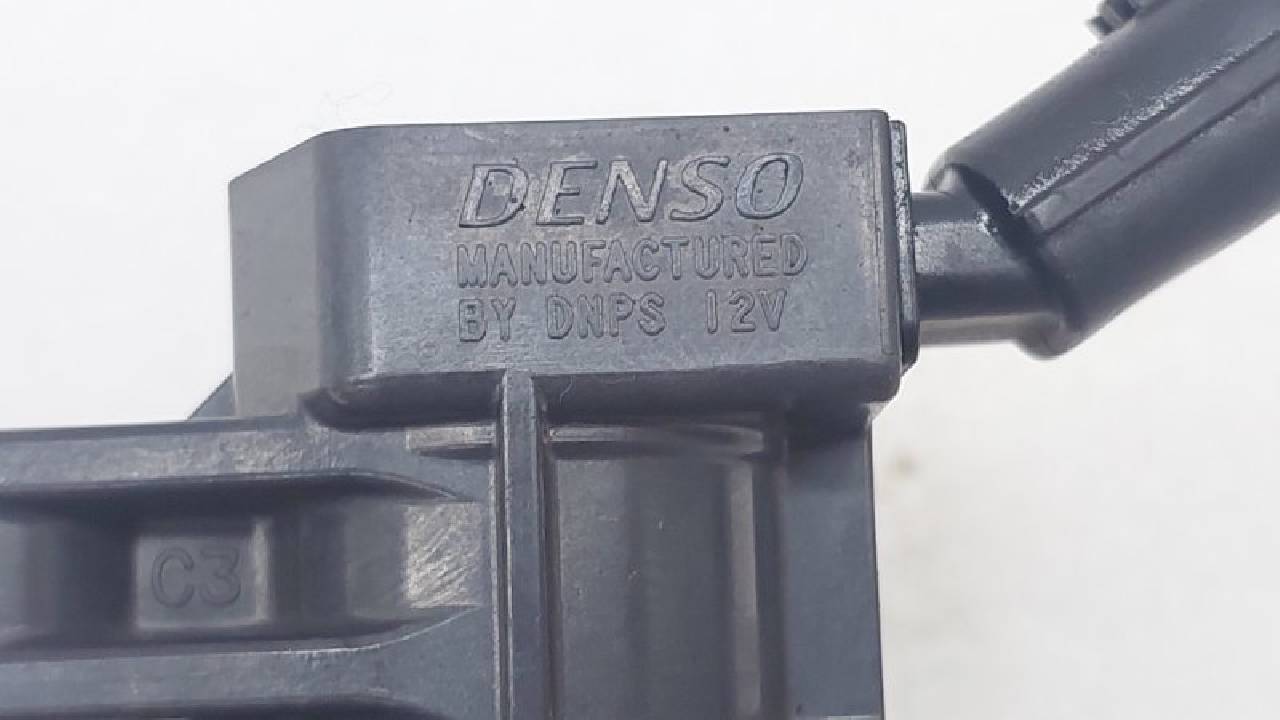 DENSO
MANUFACTURED
BY DNPS 12V
C3